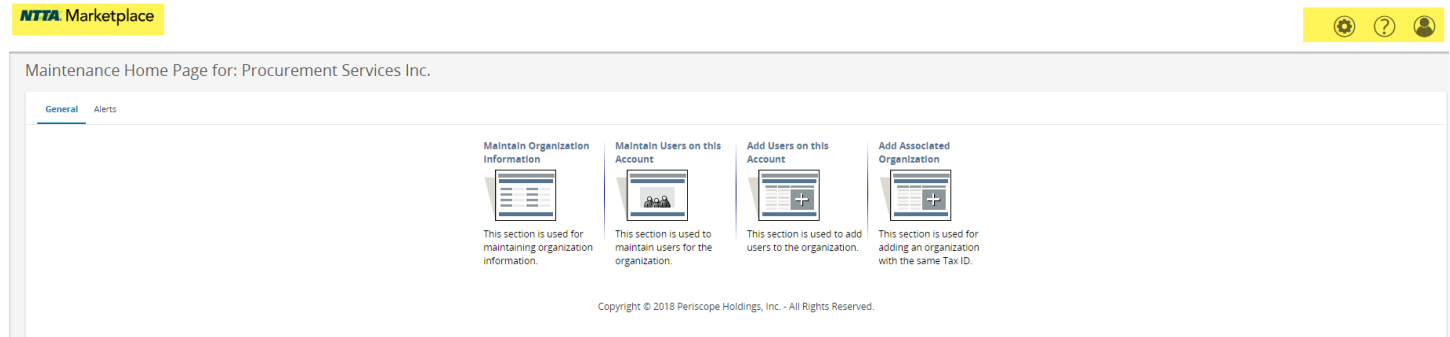 NTTA. Marketplace
?
Maintenance Home Page for: Procurement Services Inc.
General Alerts
Maintain Organization
Information
This section is used for
maintaining organization
information.
Maintain Users on this
Account
This section is used to
maintain users for the
organization.
Add Users on this
Account
This section is used to add
users to the organization.
Add Associated
Organization
This section is used for
adding an organization
with the same Tax ID.
Copyright © 2018 Periscope Holdings, Inc. - All Rights Reserved.